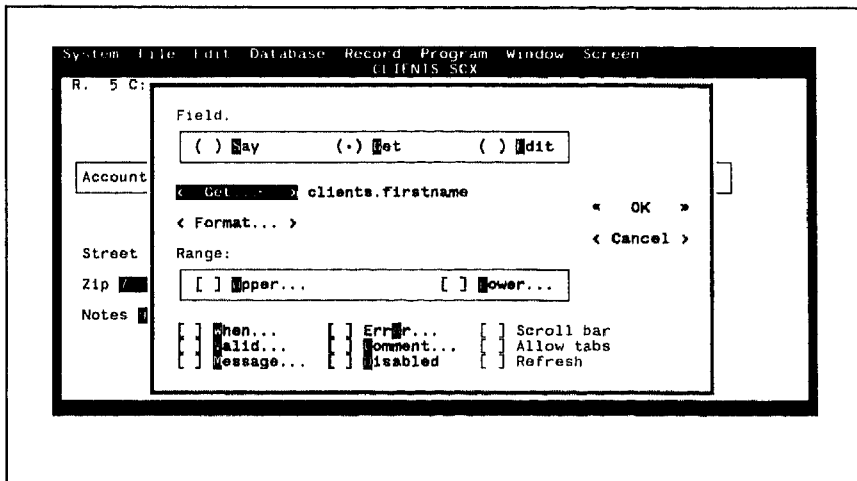 System File Edit Database Record Program Window Screen
CLIENTS SCX
R. 5 C:
Field.
( ) Say (·) Get ( ) Edit
Account
< Get... > clients.firstname
« OK »
< Format... >
< Cancel >
Street
Range:
Zip
[ ] Upper... [ ] Lower...
Notes
[ ] When... [ ] Error... [ ] Scroll bar
[ ] Valid... [ ] Comment... [ ] Allow tabs
[ ] Message... [ ] Disabled [ ] Refresh